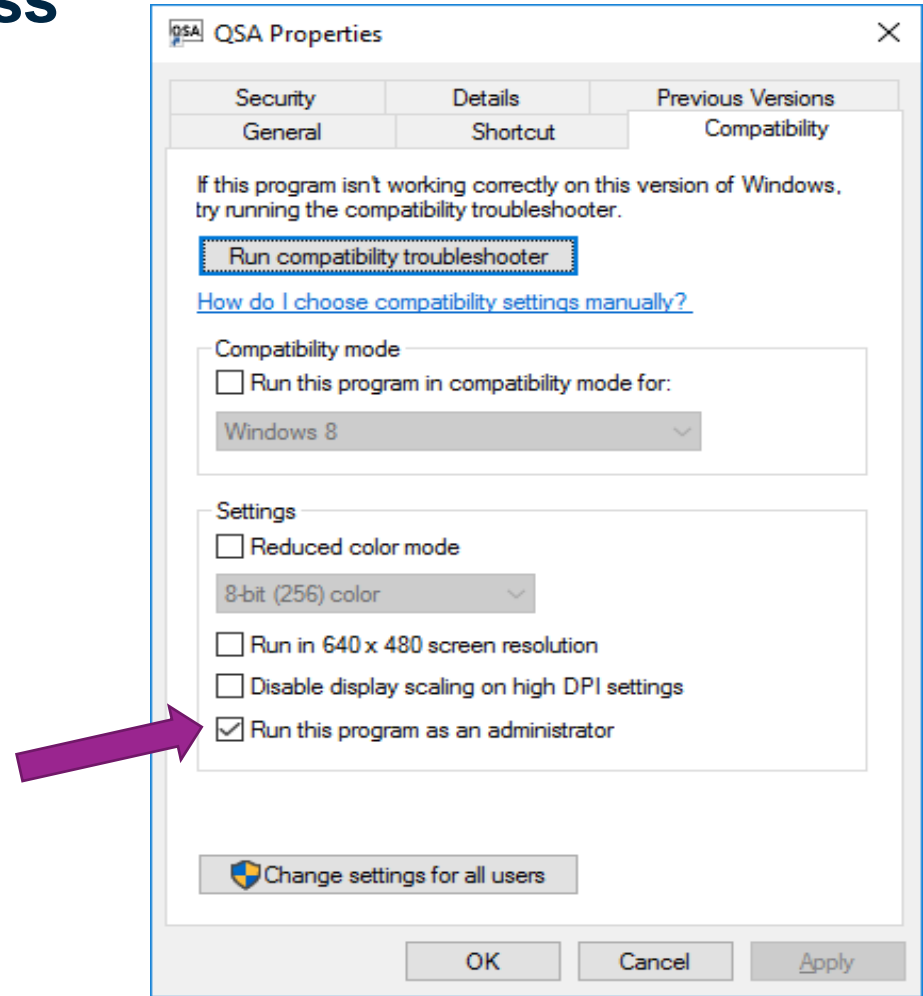 ss
QSA QSA Properties
Security Details Previous Versions
General Shortcut Compatibility
If this program isn't working correctly on this version of Windows,
try running the compatibility troubleshooter.
Run compatibility troubleshooter
How do I choose compatibility settings manually?
Compatibility mode
Run this program in compatibility mode for:
Windows 8
Settings
Reduced color mode
8-bit (256) color
Run in 640 x 480 screen resolution
Disable display scaling on high DPI settings
Run this program as an administrator
Change settings for all users
OK Cancel Apply